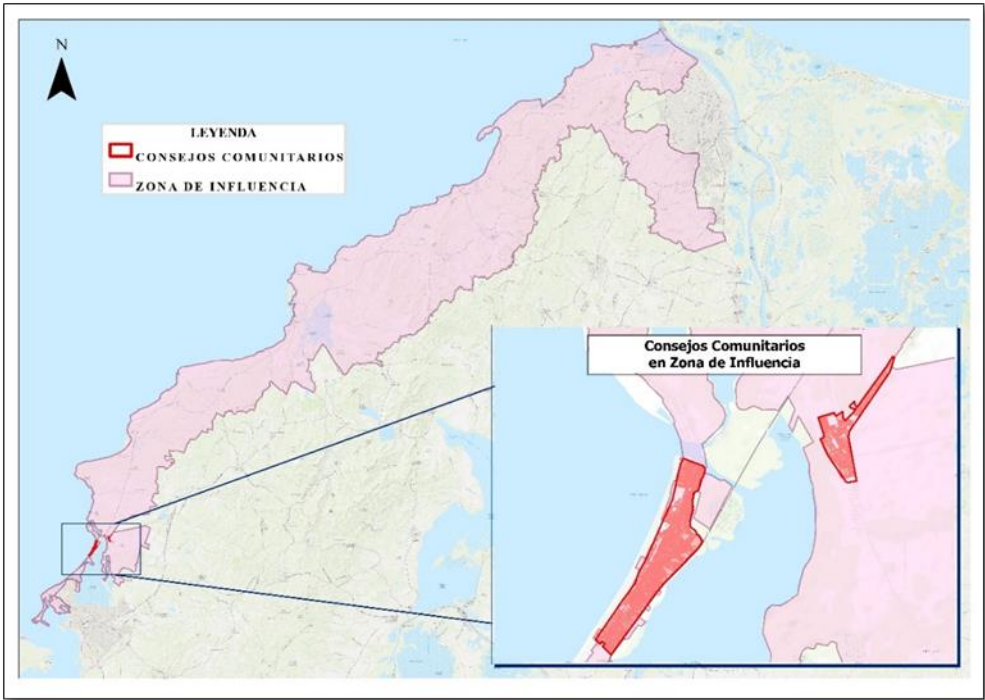 N
LEYENDA
CONSEJOS COMUNITARIOS
ZONA DE INFLUENCIA
Consejos Comunitarios
en Zona de Influencia